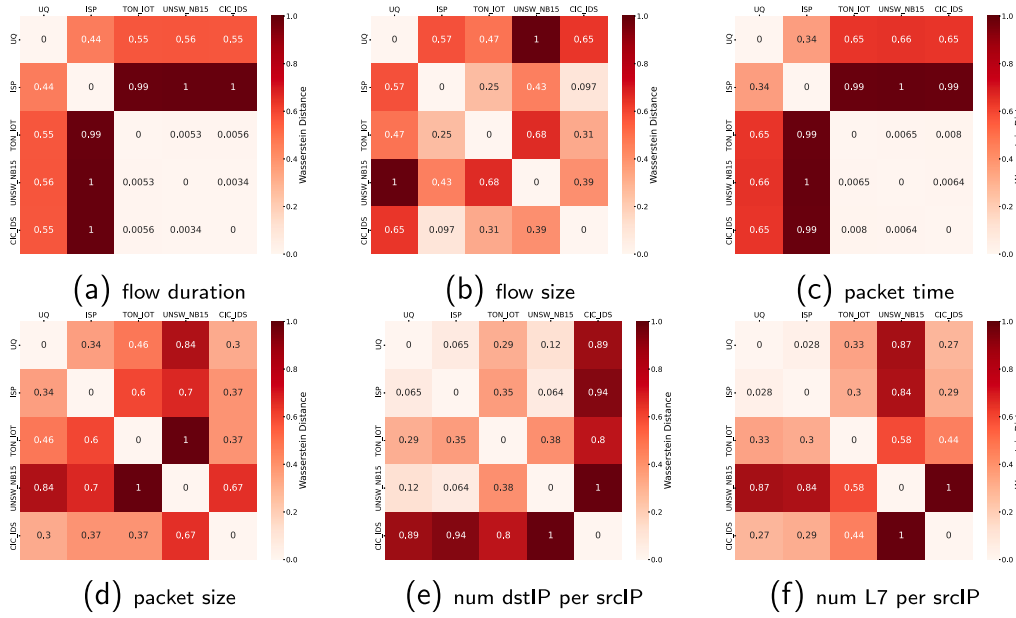 UQ ISP TON_IOT UNSW_NB15 CIC_IDS
UQ 0 0.44 0.55 0.56 0.55
ISP 0.44 0 0.99 1 1
TON_IOT 0.55 0.99 0 0.0053 0.0056
UNSW_NB15 0.56 1 0.0053 0 0.0034
CIC_IDS 0.55 1 0.0056 0.0034 0
1.0
0.8
0.6
0.4
0.2
0.0
Wasserstein Distance
(a) flow duration
UQ ISP TON_IOT UNSW_NB15 CIC_IDS
UQ 0 0.57 0.47 1 0.65
ISP 0.57 0 0.25 0.43 0.097
TON_IOT 0.47 0.25 0 0.68 0.31
UNSW_NB15 1 0.43 0.68 0 0.39
CIC_IDS 0.65 0.097 0.31 0.39 0
1.0
0.8
0.6
0.4
0.2
0.0
Wasserstein Distance
(b) flow size
UQ ISP TON_IOT UNSW_NB15 CIC_IDS
UQ 0 0.34 0.65 0.66 0.65
ISP 0.34 0 0.99 1 0.99
TON_IOT 0.65 0.99 0 0.0065 0.008
UNSW_NB15 0.66 1 0.0065 0 0.0064
CIC_IDS 0.65 0.99 0.008 0.0064 0
1.0
0.8
0.6
0.4
0.2
0.0
Wasserstein Distance
(c) packet time
UQ ISP TON_IOT UNSW_NB15 CIC_IDS
UQ 0 0.34 0.46 0.84 0.3
ISP 0.34 0 0.6 0.7 0.37
TON_IOT 0.46 0.6 0 1 0.37
UNSW_NB15 0.84 0.7 1 0 0.67
CIC_IDS 0.3 0.37 0.37 0.67 0
1.0
0.8
0.6
0.4
0.2
0.0
Wasserstein Distance
(d) packet size
UQ ISP TON_IOT UNSW_NB15 CIC_IDS
UQ 0 0.065 0.29 0.12 0.89
ISP 0.065 0 0.35 0.064 0.94
TON_IOT 0.29 0.35 0 0.38 0.8
UNSW_NB15 0.12 0.064 0.38 0 1
CIC_IDS 0.89 0.94 0.8 1 0
1.0
0.8
0.6
0.4
0.2
0.0
Wasserstein Distance
(e) num dstIP per srcIP
UQ ISP TON_IOT UNSW_NB15 CIC_IDS
UQ 0 0.028 0.33 0.87 0.27
ISP 0.028 0 0.3 0.84 0.29
TON_IOT 0.33 0.3 0 0.58 0.44
UNSW_NB15 0.87 0.84 0.58 0 1
CIC_IDS 0.27 0.29 0.44 1 0
1.0
0.8
0.6
0.4
0.2
0.0
Wasserstein Distance
(f) num L7 per srcIP